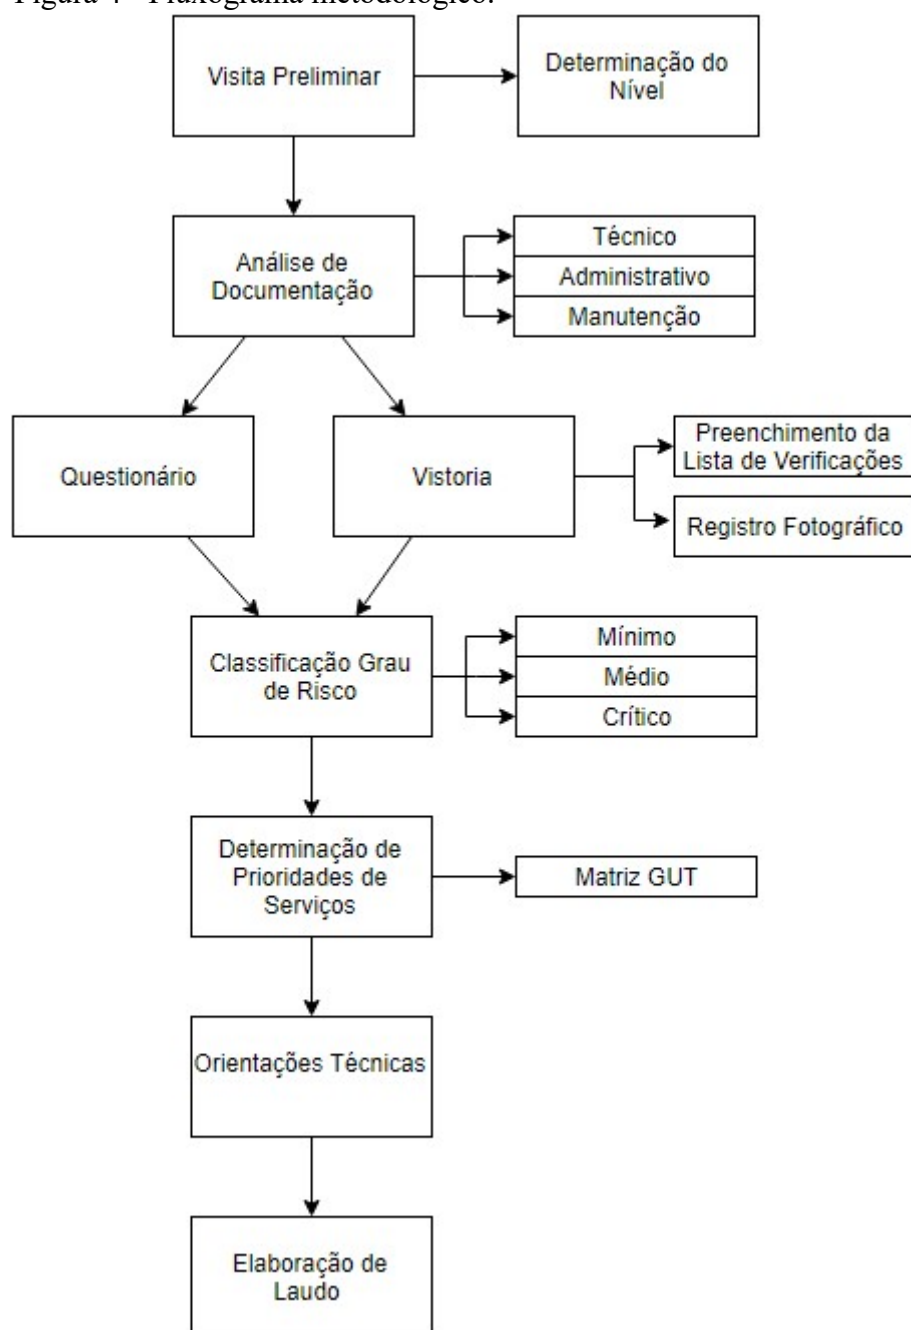 Figura 4 - Fluxograma metodológico.
Visita Preliminar
Determinação do
Nível
Análise de
Documentação
Técnico
Administrativo
Manutenção
Questionário
Vistoria
Preenchimento da
Lista de Verificações
Registro Fotográfico
Classificação Grau
de Risco
Mínimo
Médio
Crítico
Determinação de
Prioridades de
Serviços
Matriz GUT
Orientações Técnicas
Elaboração de
Laudo